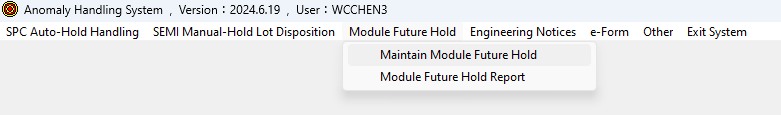 Anomaly Handling System , Version：2024.6.19 , User：WCCHEN3
SPC Auto-Hold Handling SEMI Manual-Hold Lot Disposition Module Future Hold Engineering Notices e-Form Other Exit System
Maintain Module Future Hold
Module Future Hold Report